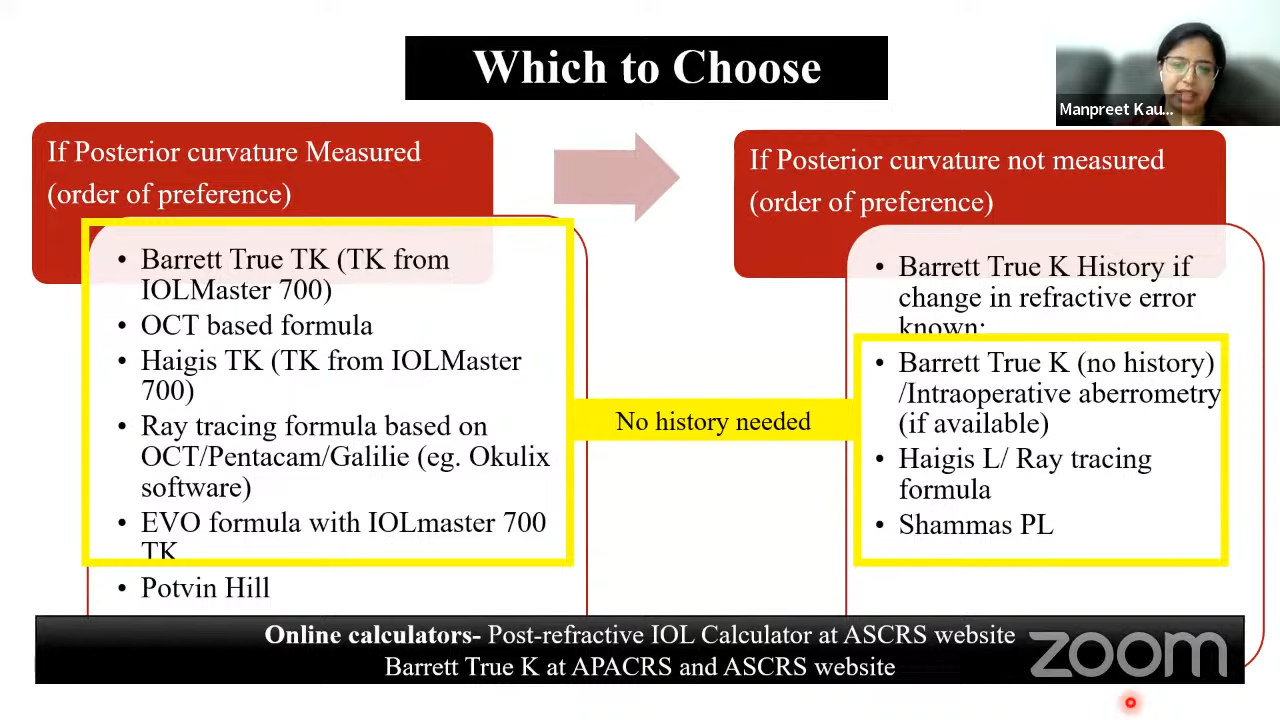 Which to Choose
Manpreet Kau...
If Posterior curvature Measured
(order of preference)
• Barrett True TK (TK from
IOLMaster 700)
• OCT based formula
• Haigis TK (TK from IOLMaster
700)
• Ray tracing formula based on
OCT/Pentacam/Galilie (eg. Okulix
software)
• EVO formula with IOLmaster 700
TK
• Potvin Hill
No history needed
If Posterior curvature not measured
(order of preference)
• Barrett True K History if
change in refractive error
known:
• Barrett True K (no history)
/Intraoperative aberrometry
(if available)
• Haigis L/ Ray tracing
formula
• Shammas PL
Online calculators- Post-refractive IOL Calculator at ASCRS website
Barrett True K at APACRS and ASCRS website
zoom